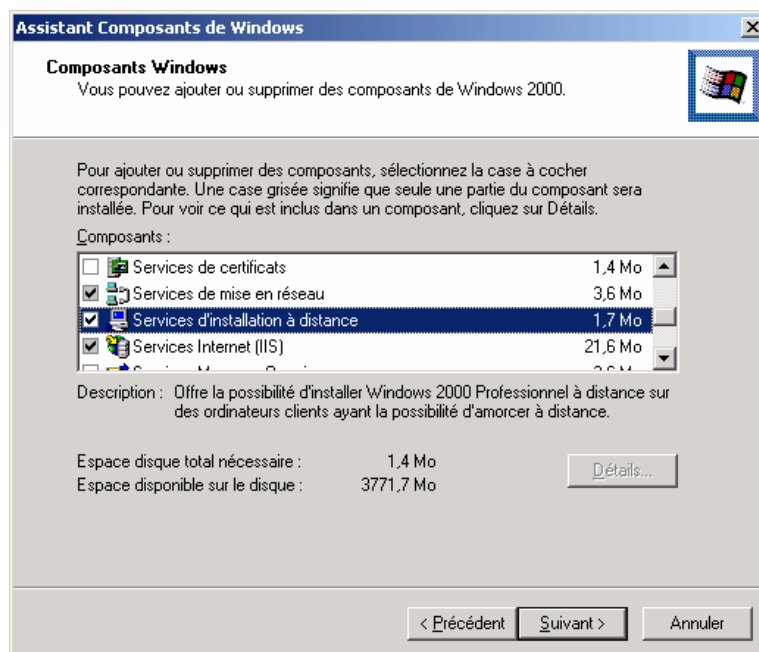 Assistant Composants de Windows
Composants Windows
Vous pouvez ajouter ou supprimer des composants de Windows 2000.
Pour ajouter ou supprimer des composants, sélectionnez la case à cocher
correspondante. Une case grisée signifie que seule une partie du composant sera
installée. Pour voir ce qui est inclus dans un composant, cliquez sur Détails.
Composants :
Services de certificats 1,4 Mo
Services de mise en réseau 3,6 Mo
Services d'installation à distance 1,7 Mo
Services Internet (IIS) 21,6 Mo
Description : Offre la possibilité d'installer Windows 2000 Professionnel à distance sur
des ordinateurs clients ayant la possibilité d'amorcer à distance.
Espace disque total nécessaire : 1,4 Mo
Détails...
Espace disponible sur le disque : 3771,7 Mo
< Précédent Suivant > Annuler